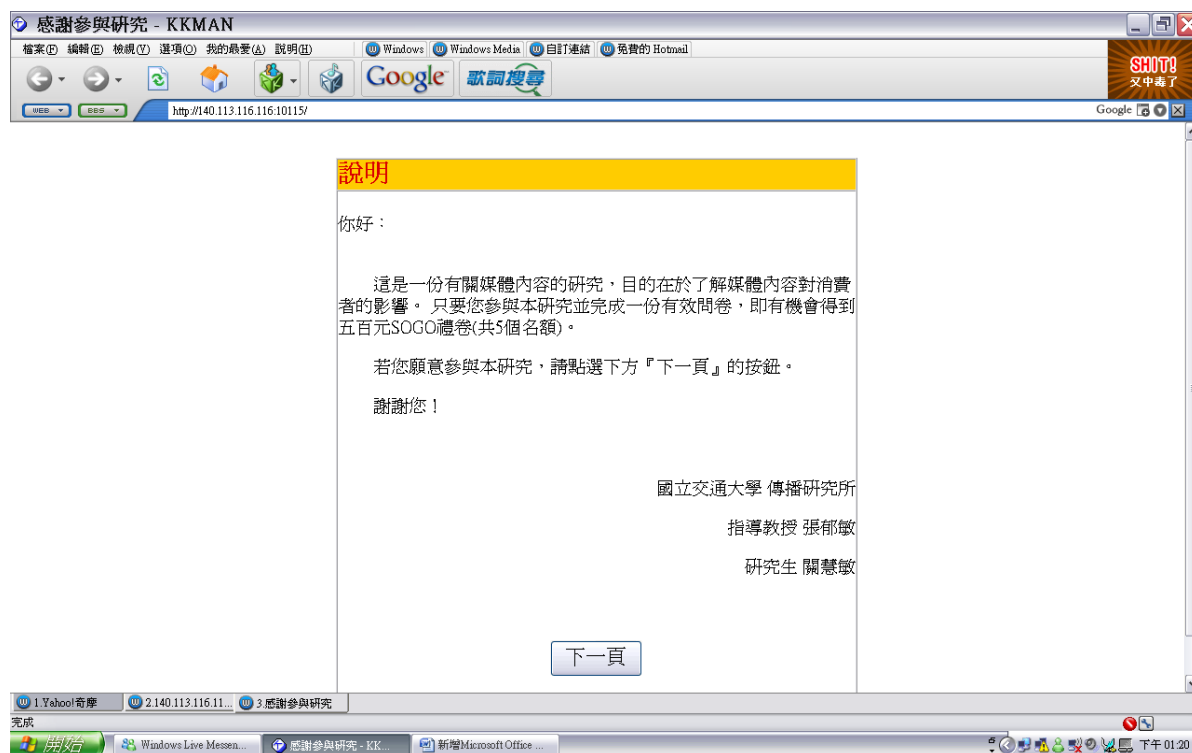 感謝參與研究 - KKMAN
檔案(F) 編輯(E) 檢視(V) 選項(O) 我的最愛(A) 說明(H) Windows Windows Media 自訂連結 免費的 Hotmail
Google 歌詞搜尋
SHIT!
又中毒了
WEB BBS http://140.113.116.116:10115/ Google
說明
你好：
這是一份有關媒體內容的研究，目的在於了解媒體內容對消費
者的影響。 只要您參與本研究並完成一份有效問卷，即有機會得到
五百元SOGO禮卷(共5個名額)。
若您願意參與本研究，請點選下方『下一頁』的按鈕。
謝謝您！
國立交通大學 傳播研究所
指導教授 張郁敏
研究生 關慧敏
下一頁
1.Yahoo!奇摩 2.140.113.116.11... 3.感謝參與研究
完成
開始 Windows Live Messen... 感謝參與研究 - KK... 新增Microsoft Office ... 下午 01:20